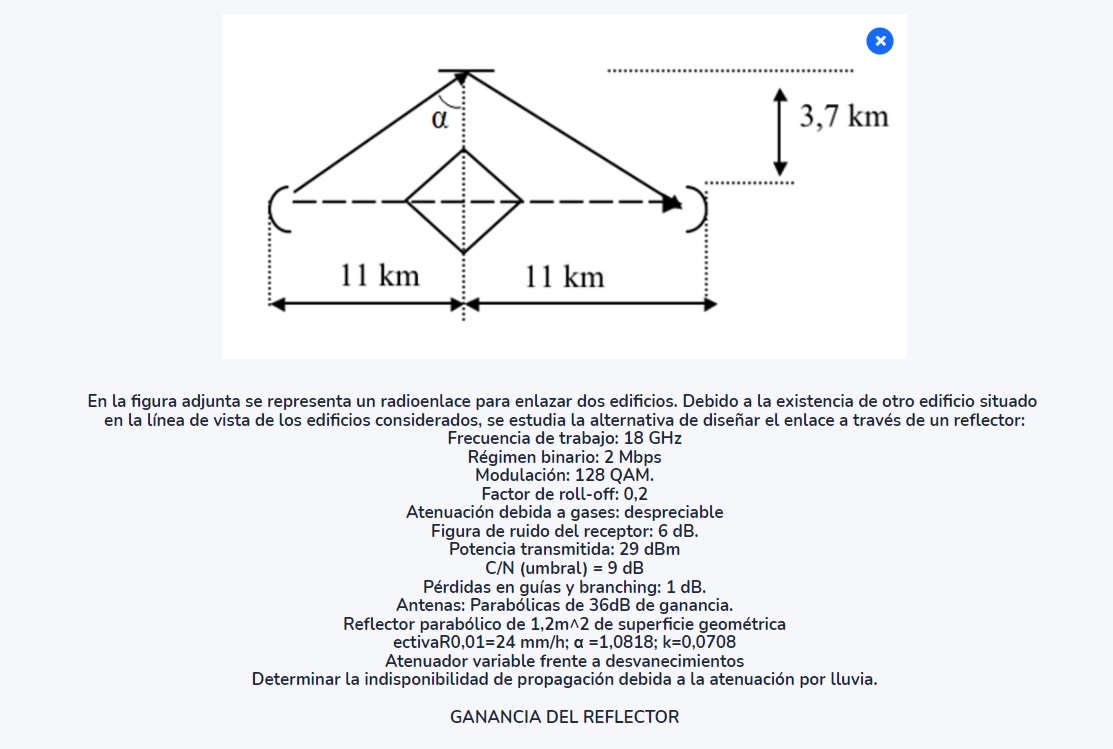 3,7 km
α
11 km
11 km
En la figura adjunta se representa un radioenlace para enlazar dos edificios. Debido a la existencia de otro edificio situado
en la línea de vista de los edificios considerados, se estudia la alternativa de diseñar el enlace a través de un reflector:
Frecuencia de trabajo: 18 GHz
Régimen binario: 2 Mbps
Modulación: 128 QAM.
Factor de roll-off: 0,2
Atenuación debida a gases: despreciable
Figura de ruido del receptor: 6 dB.
Potencia transmitida: 29 dBm
C/N (umbral) = 9 dB
Pérdidas en guías y branching: 1 dB.
Antenas: Parabólicas de 36dB de ganancia.
Reflector parabólico de 1,2m^2 de superficie geométrica
ectivaR0,01=24 mm/h; α =1,0818; k=0,0708
Atenuador variable frente a desvanecimientos
Determinar la indisponibilidad de propagación debida a la atenuación por lluvia.
GANANCIA DEL REFLECTOR